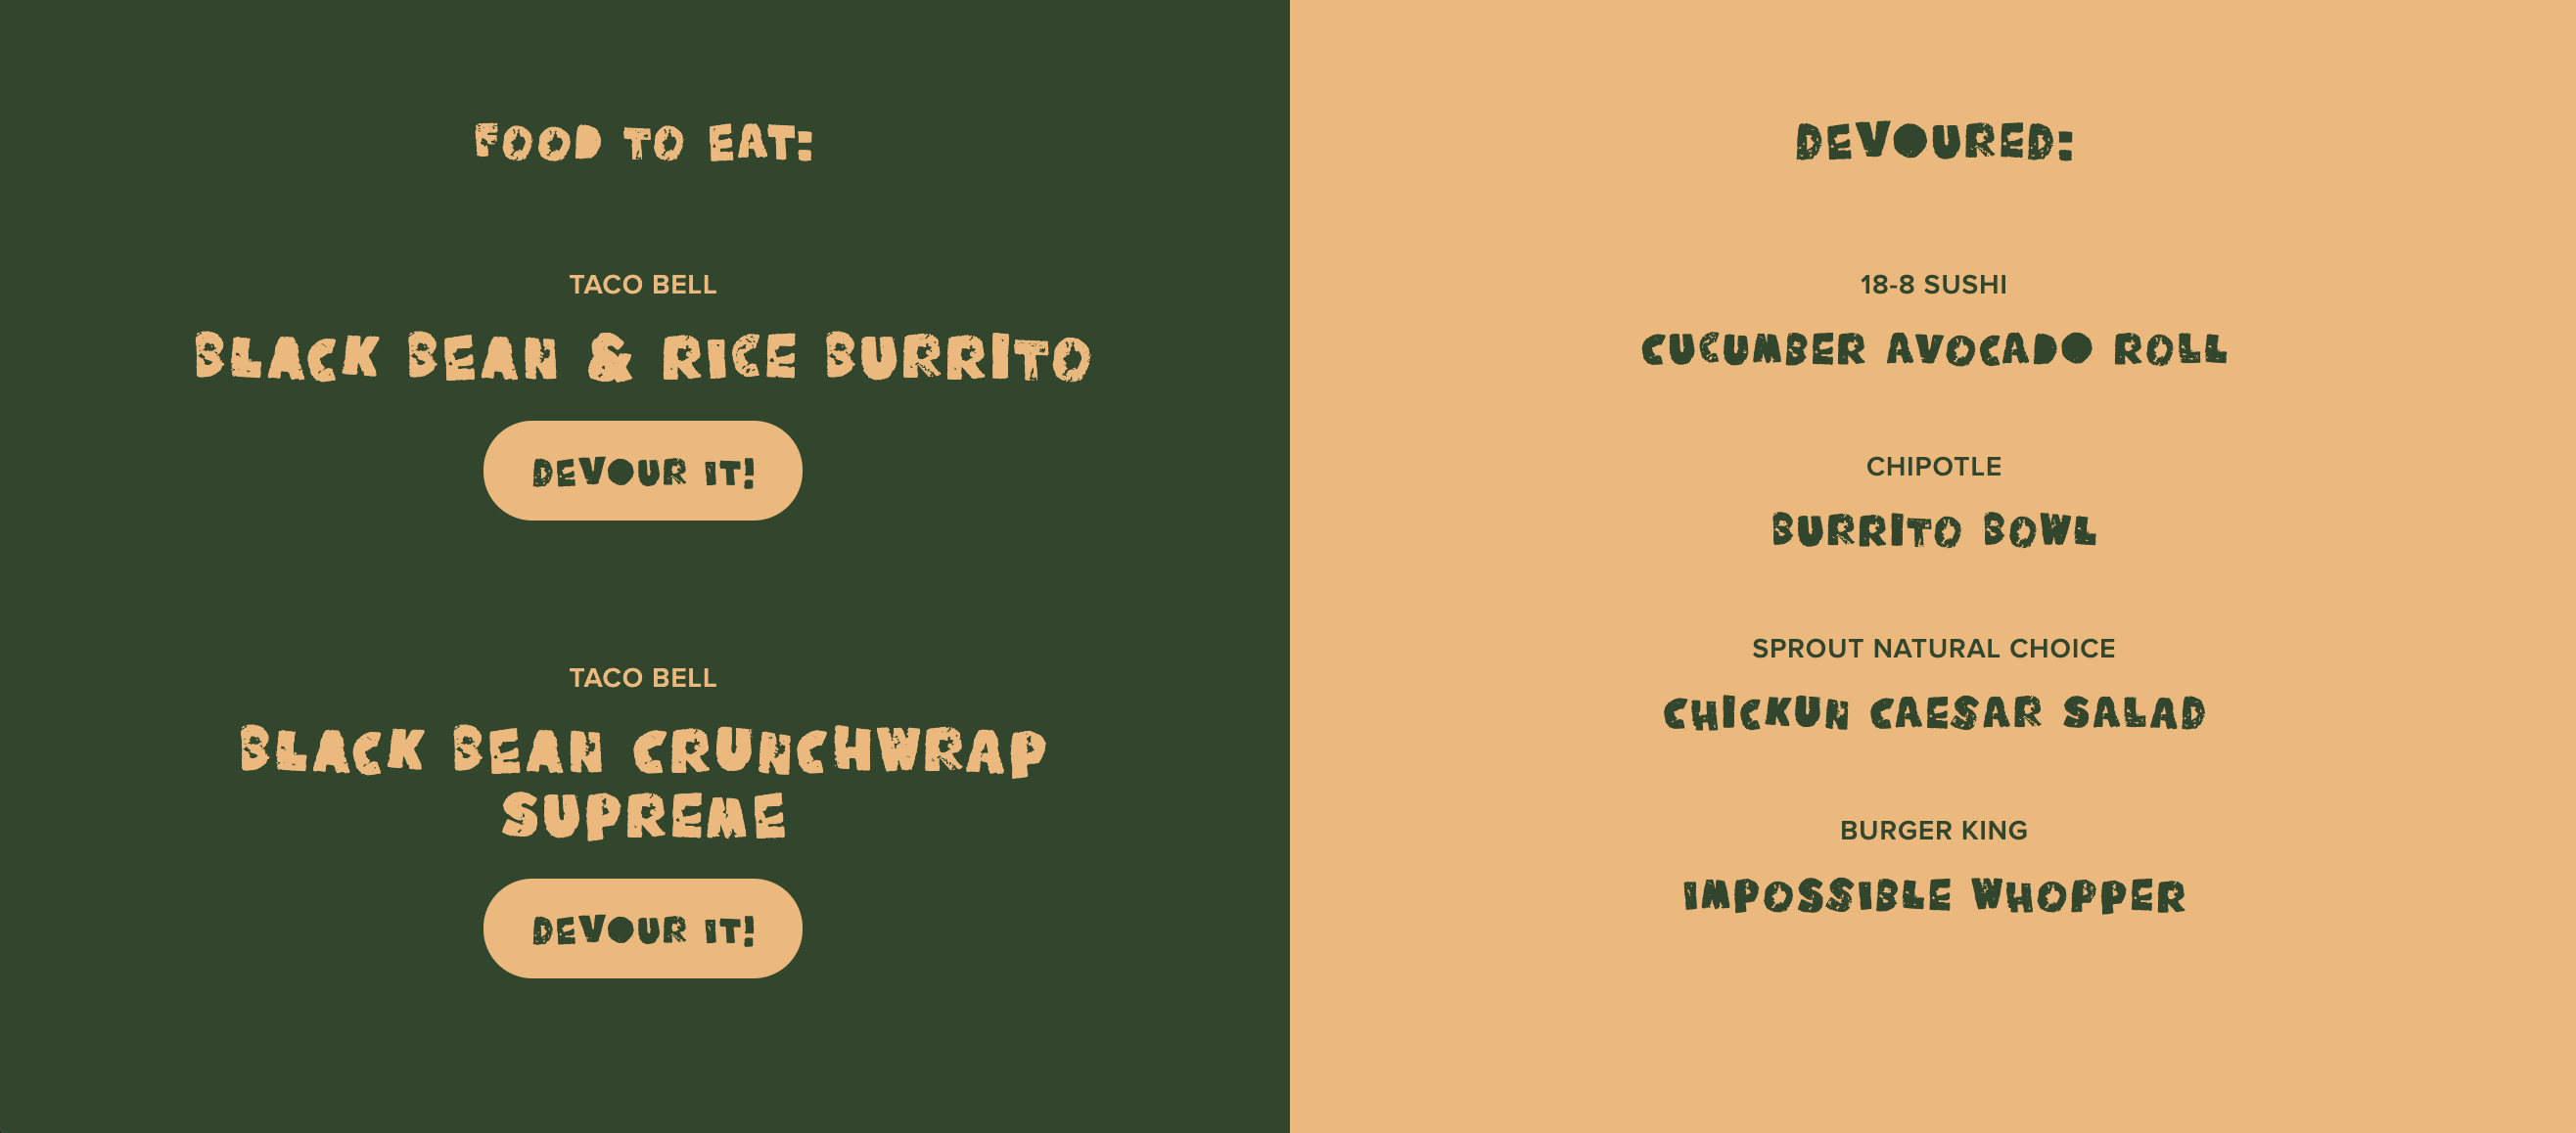 FOOD TO EAT:
TACO BELL
BLACK BEAN & RICE BURRITO
DEVOUR IT!
TACO BELL
BLACK BEAN CRUNCHWRAP
SUPREME
DEVOUR IT!
DEVOURED:
18-8 SUSHI
CUCUMBER AVOCADO ROLL
CHIPOTLE
BURRITO BOWL
SPROUT NATURAL CHOICE
CHICKUN CAESAR SALAD
BURGER KING
IMPOSSIBLE WHOPPER